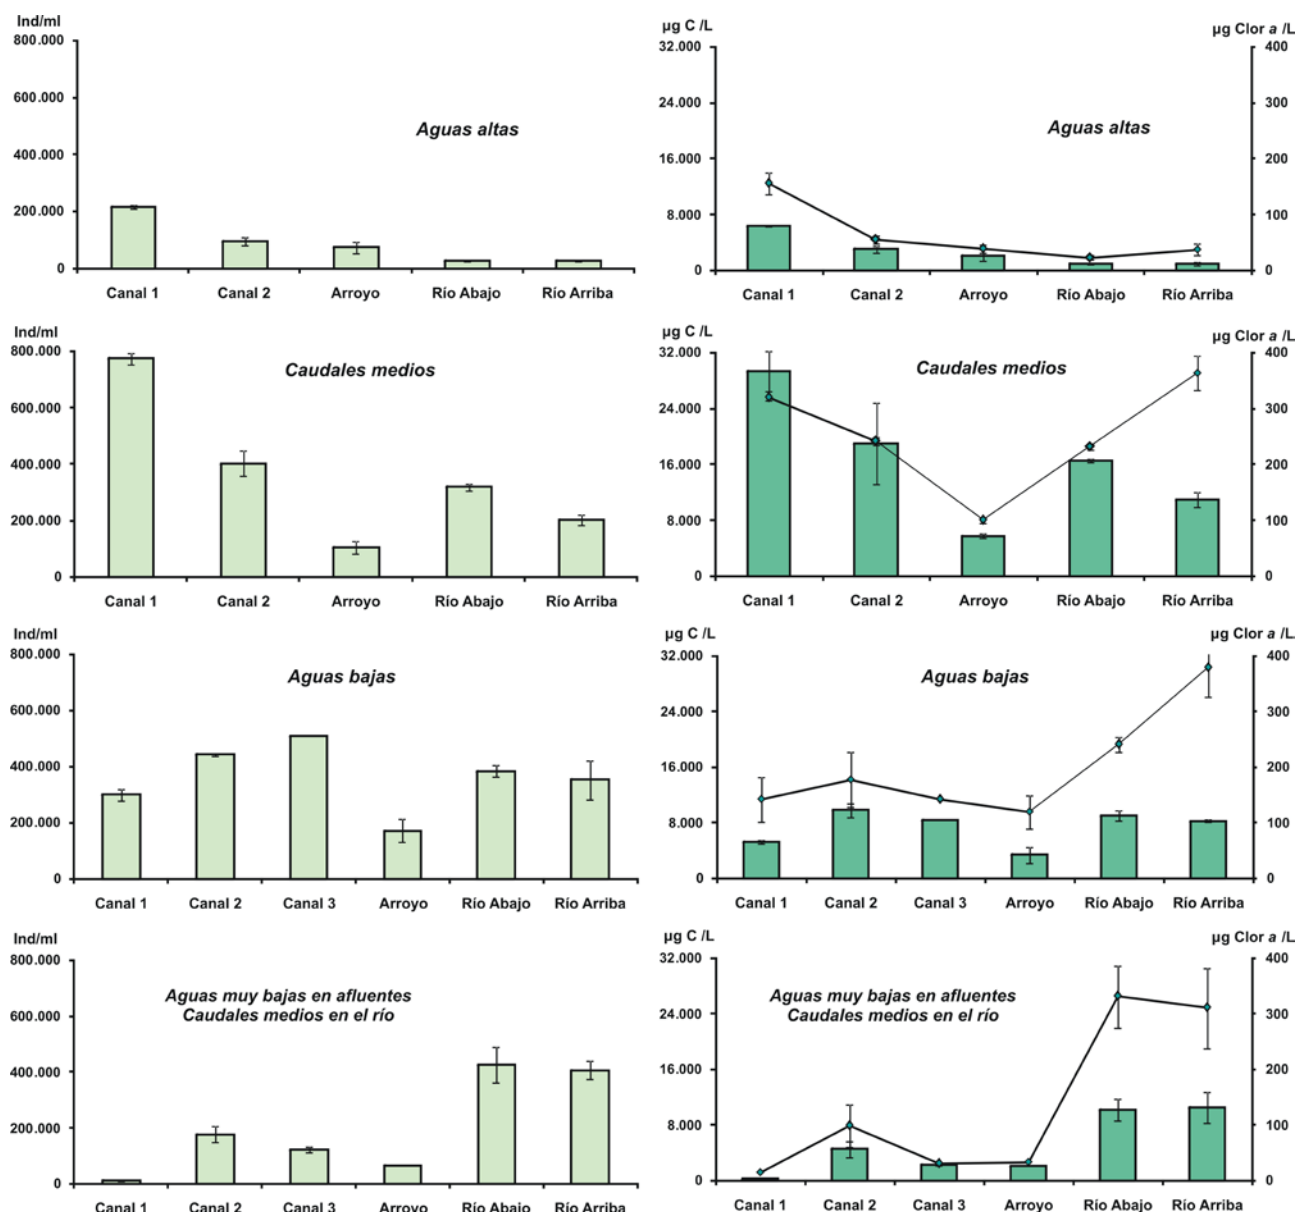 Ind/ml
800.000
600.000
400.000
200.000
0
Aguas altas
Canal 1 Canal 2 Arroyo Río Abajo Río Arriba
µg C /L
µg Clor a /L
32.000
24.000
16.000
8.000
0
400
300
200
100
0
Aguas altas
Canal 1 Canal 2 Arroyo Río Abajo Río Arriba
Ind/ml
800.000
600.000
400.000
200.000
0
Caudales medios
Canal 1 Canal 2 Arroyo Río Abajo Río Arriba
µg C /L
µg Clor a /L
32.000
24.000
16.000
8.000
0
400
300
200
100
0
Caudales medios
Canal 1 Canal 2 Arroyo Río Abajo Río Arriba
Ind/ml
800.000
600.000
400.000
200.000
0
Aguas bajas
Canal 1 Canal 2 Canal 3 Arroyo Río Abajo Río Arriba
µg C /L
µg Clor a /L
32.000
24.000
16.000
8.000
0
400
300
200
100
0
Aguas bajas
Canal 1 Canal 2 Canal 3 Arroyo Río Abajo Río Arriba
Ind/ml
800.000
600.000
400.000
200.000
0
Aguas muy bajas en afluentes
Caudales medios en el río
Canal 1 Canal 2 Canal 3 Arroyo Río Abajo Río Arriba
µg C /L
µg Clor a /L
32.000
24.000
16.000
8.000
0
400
300
200
100
0
Aguas muy bajas en afluentes
Caudales medios en el río
Canal 1 Canal 2 Canal 3 Arroyo Río Abajo Río Arriba